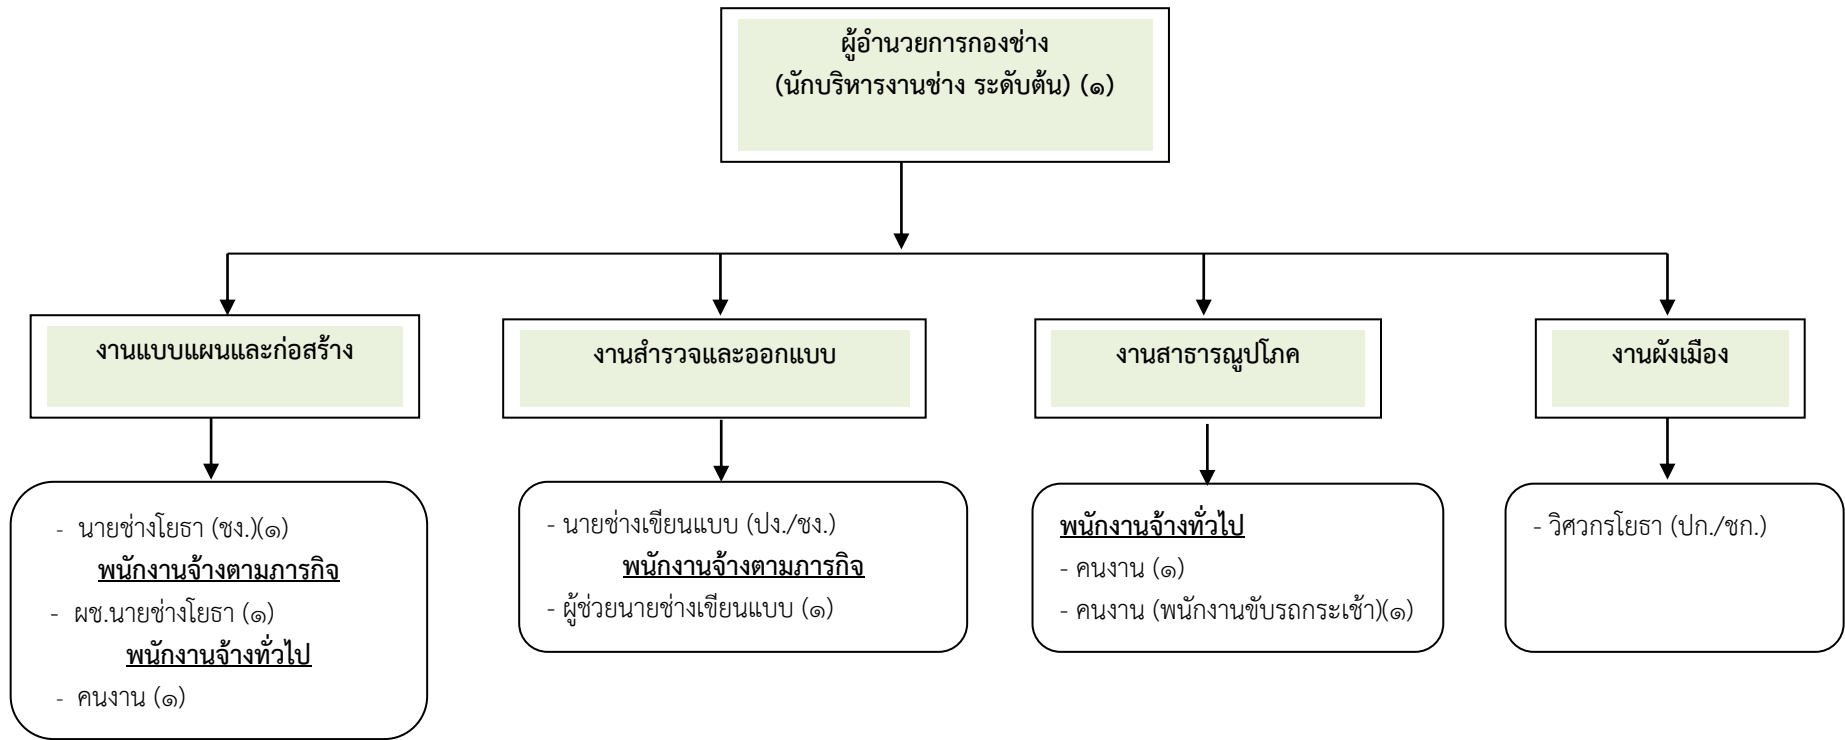 ผู้อำนวยการกองช่าง
(นักบริหารงานช่าง ระดับต้น) (๑)
งานแบบแผนและก่อสร้าง
งานสำรวจและออกแบบ
งานสาธารณูปโภค
งานผังเมือง
- นายช่างโยธา (ชง.)(๑)
พนักงานจ้างตามภารกิจ
- ผช.นายช่างโยธา (๑)
พนักงานจ้างทั่วไป
- คนงาน (๑)
- นายช่างเขียนแบบ (ปง./ชง.)
พนักงานจ้างตามภารกิจ
- ผู้ช่วยนายช่างเขียนแบบ (๑)
พนักงานจ้างทั่วไป
- คนงาน (๑)
- คนงาน (พนักงานขับรถกระเช้า)(๑)
- วิศวกรโยธา (ปก./ชก.)